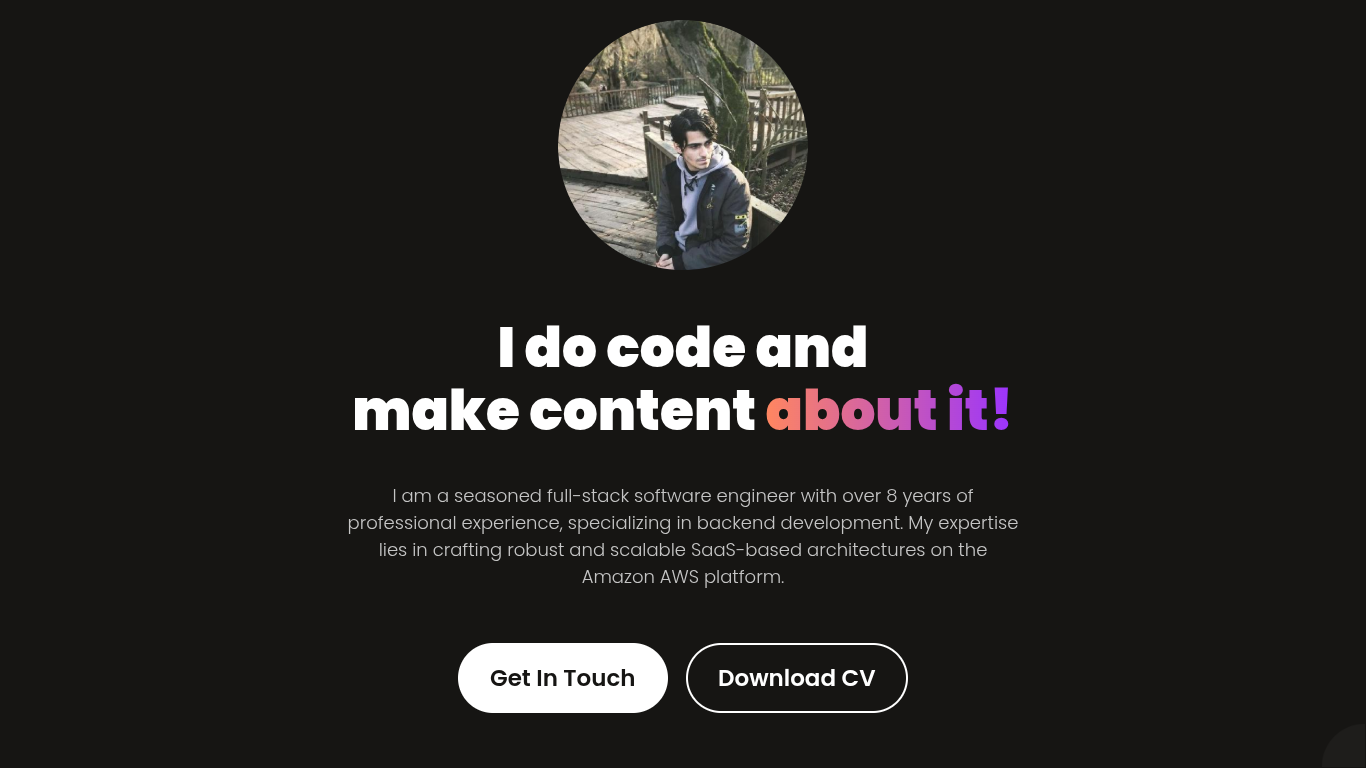 I do code and
make content about it!
I am a seasoned full-stack software engineer with over 8 years of
professional experience, specializing in backend development. My expertise
lies in crafting robust and scalable SaaS-based architectures on the
Amazon AWS platform.
Get In Touch
Download CV